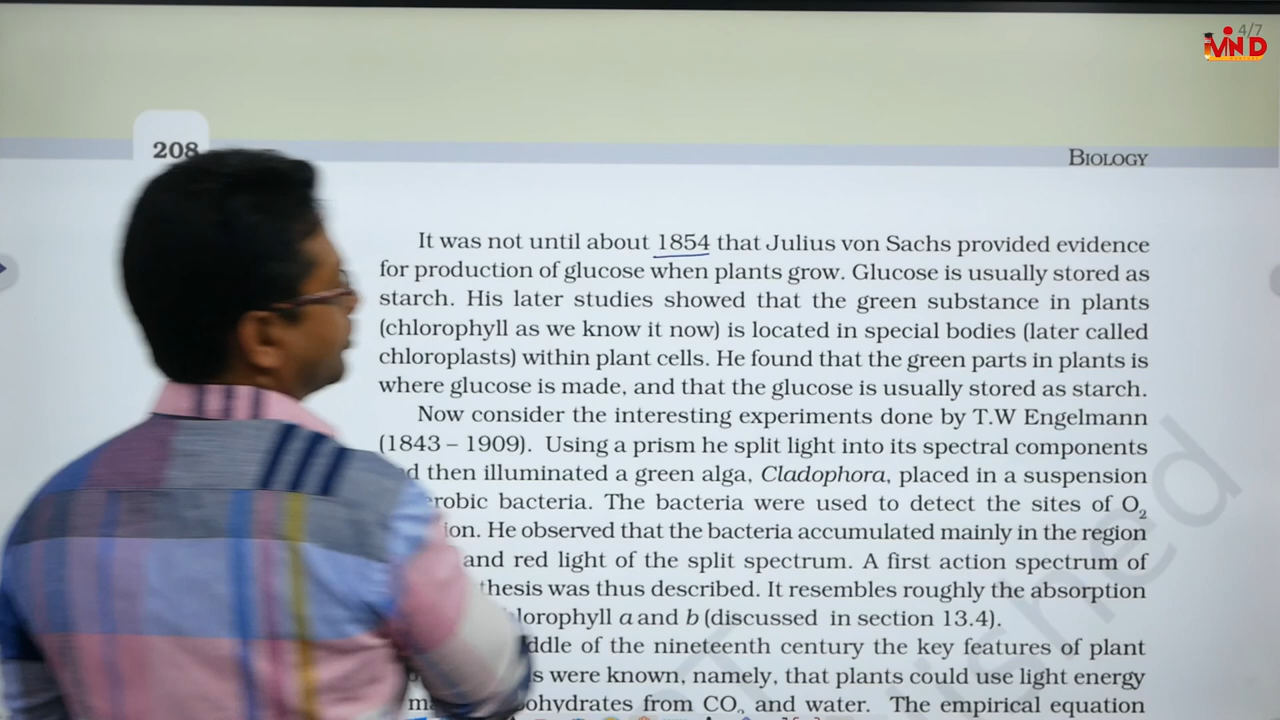 4/7
MIND
208
BIOLOGY
It was not until about 1854 that Julius von Sachs provided evidence
for production of glucose when plants grow. Glucose is usually stored as
starch. His later studies showed that the green substance in plants
(chlorophyll as we know it now) is located in special bodies (later called
chloroplasts) within plant cells. He found that the green parts in plants is
where glucose is made, and that the glucose is usually stored as starch.
Now consider the interesting experiments done by T.W Engelmann
(1843 – 1909). Using a prism he split light into its spectral components
d then illuminated a green alga, Cladophora, placed in a suspension
erobic bacteria. The bacteria were used to detect the sites of O2
ion. He observed that the bacteria accumulated mainly in the region
and red light of the split spectrum. A first action spectrum of
thesis was thus described. It resembles roughly the absorption
lorophyll a and b (discussed in section 13.4).
ddle of the nineteenth century the key features of plant
s were known, namely, that plants could use light energy
ohydrates from CO2 and water. The empirical equation